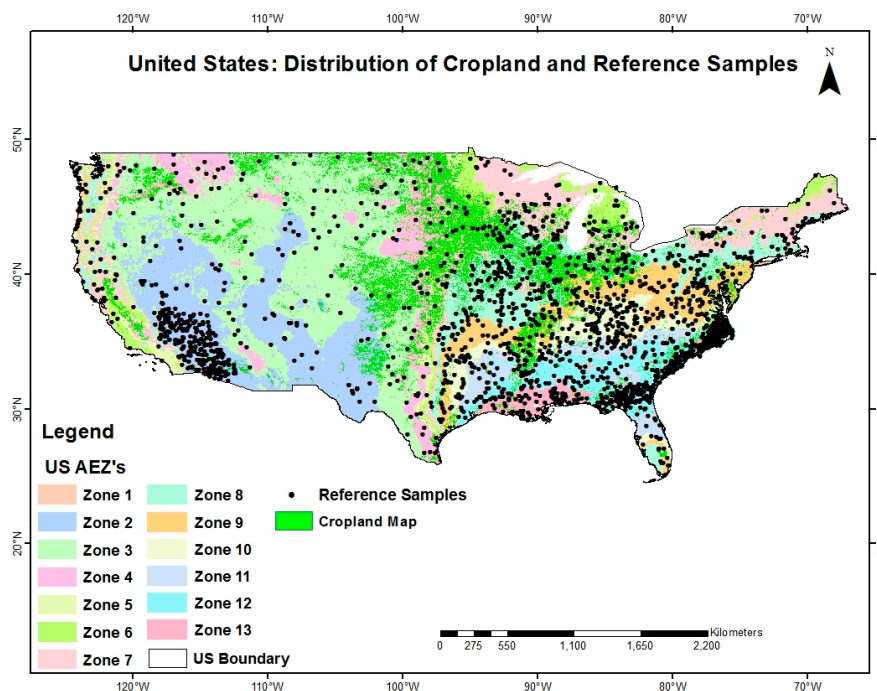 120°W 110°W 100°W 90°W 80°W 70°W
United States: Distribution of Cropland and Reference Samples
N
50°N
40°N
30°N
20°N
Legend
US AEZ's
Zone 1
Zone 2
Zone 3
Zone 4
Zone 5
Zone 6
Zone 7
Zone 8
Zone 9
Zone 10
Zone 11
Zone 12
Zone 13
US Boundary
Reference Samples
Cropland Map
Kilometers
0 275 550 1,100 1,650 2,200
120°W 110°W 100°W 90°W 80°W 70°W